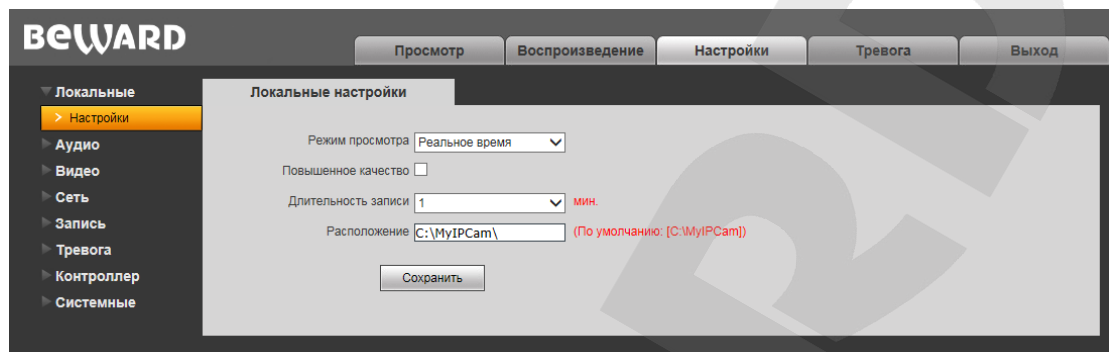 BEWARD
Просмотр Воспроизведение Настройки Тревога Выход
Локальные
> Настройки
Аудио
Видео
Сеть
Запись
Тревога
Контроллер
Системные
Локальные настройки
Режим просмотра Реальное время
Повышенное качество
Длительность записи 1 мин.
Расположение C:\MyIPCam\ (По умолчанию: [C:\MyIPCam])
Сохранить